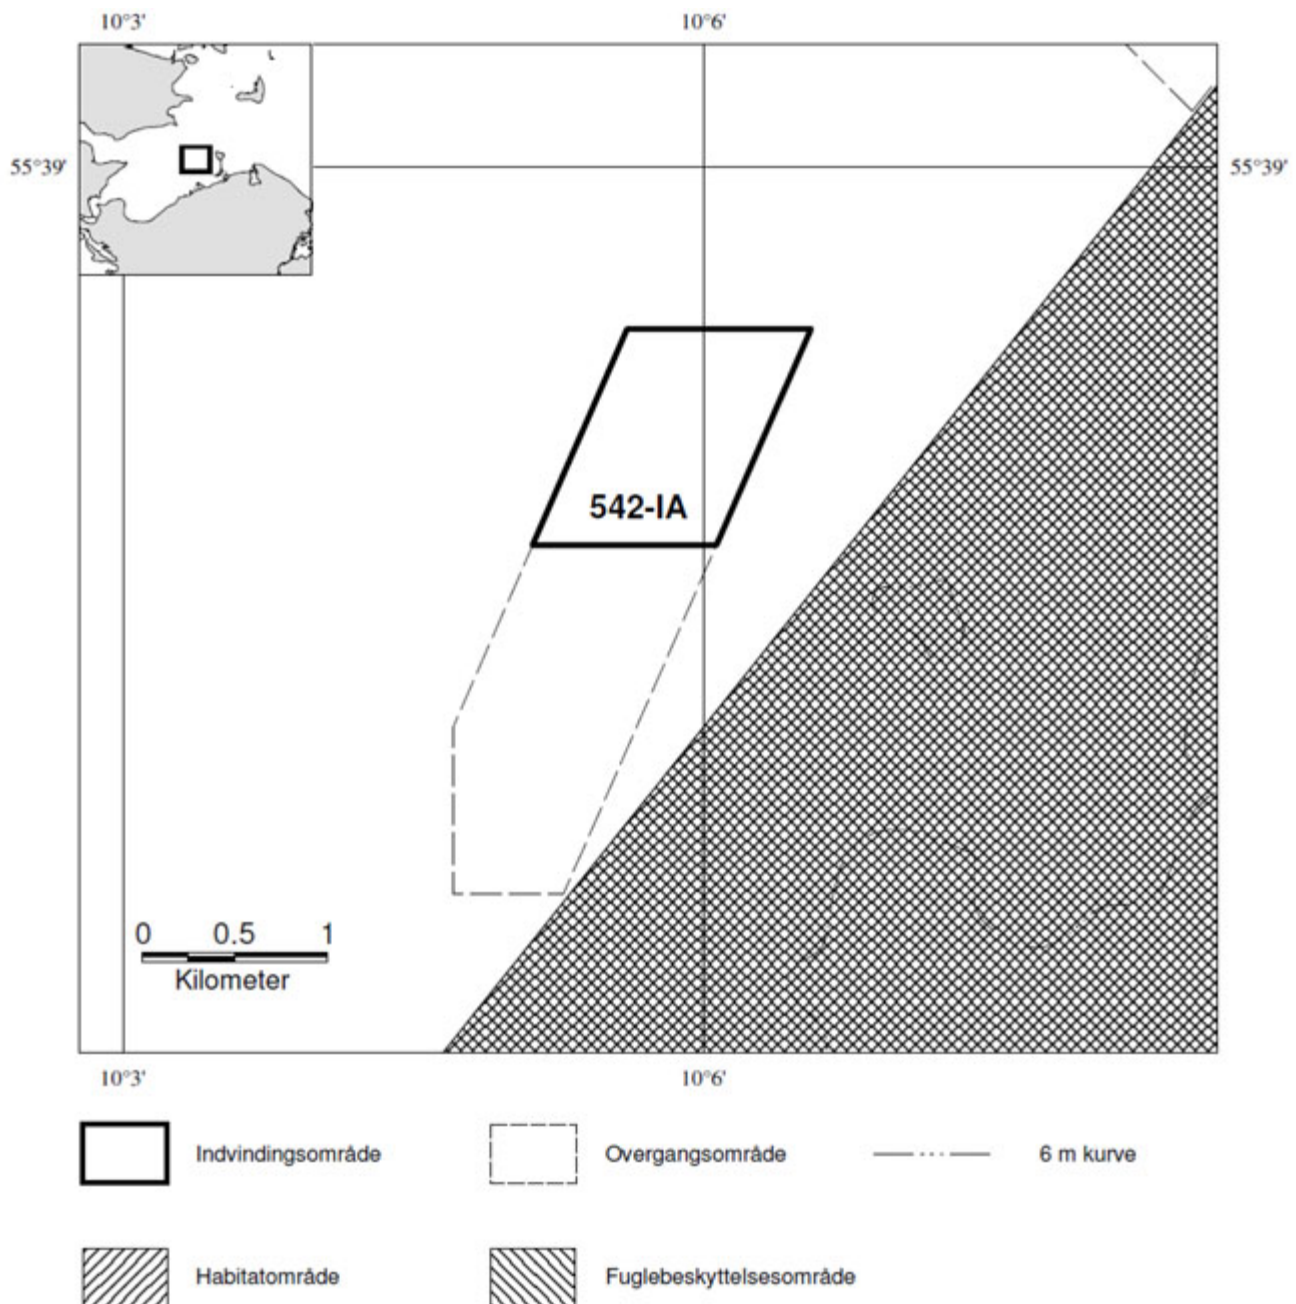 10°3' 10°6'
55°39' 55°39'
542-IA
0 0.5 1
Kilometer
10°3' 10°6'
Indvindingsområde Overgangsområde 6 m kurve
Habitatområde Fuglebeskyttelsesområde